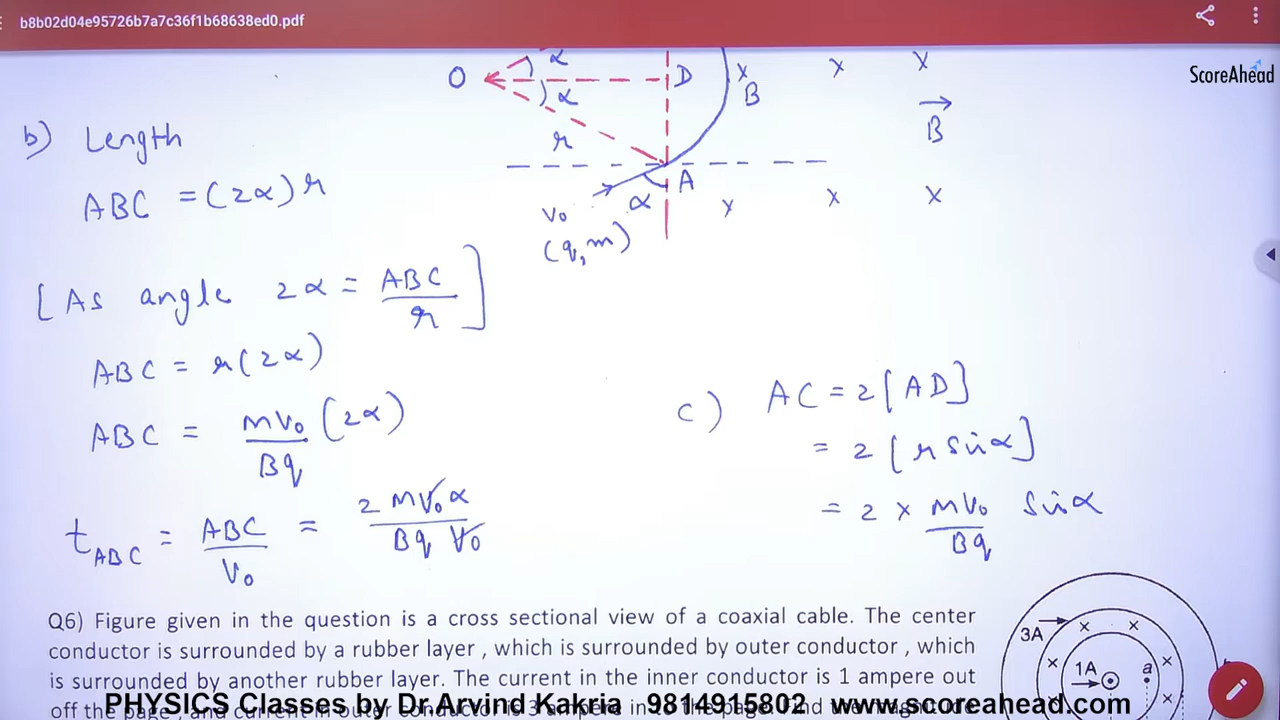 b8b02d04e95726b7a7c36f1b68638ed0.pdf
ScoreAhead
O α α D B
r
A
α
V₀
(q, m)
x x x
→
B
x x x
b) Length
ABC = (2α) r
[As angle 2α = ABC / r]
ABC = r(2α)
ABC = mv₀/Bq (2α)
t_ABC = ABC/V₀ = 2 mv₀α / Bq V₀
c) AC = 2[AD]
= 2 [r sinα]
= 2 × mv₀/Bq sinα
Q6) Figure given in the question is a cross sectional view of a coaxial cable. The center
conductor is surrounded by a rubber layer , which is surrounded by outer conductor , which
is surrounded by another rubber layer. The current in the inner conductor is 1 ampere out
3A
1A
a
PHYSICS Classes by Dr.Arvind Kakria 9814915802 www.scoreahead.com